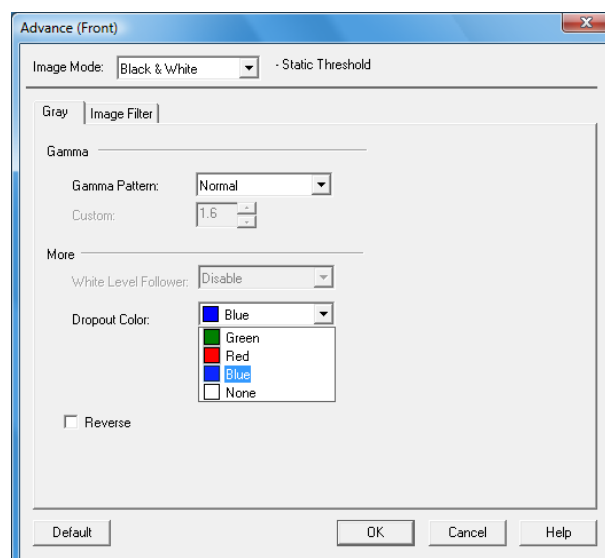 Advance (Front)
Image Mode: Black & White - Static Threshold
Gray Image Filter
Gamma
Gamma Pattern: Normal
Custom: 1.6
More
White Level Follower: Disable
Dropout Color: Blue
Green
Red
Blue
None
Reverse
Default OK Cancel Help